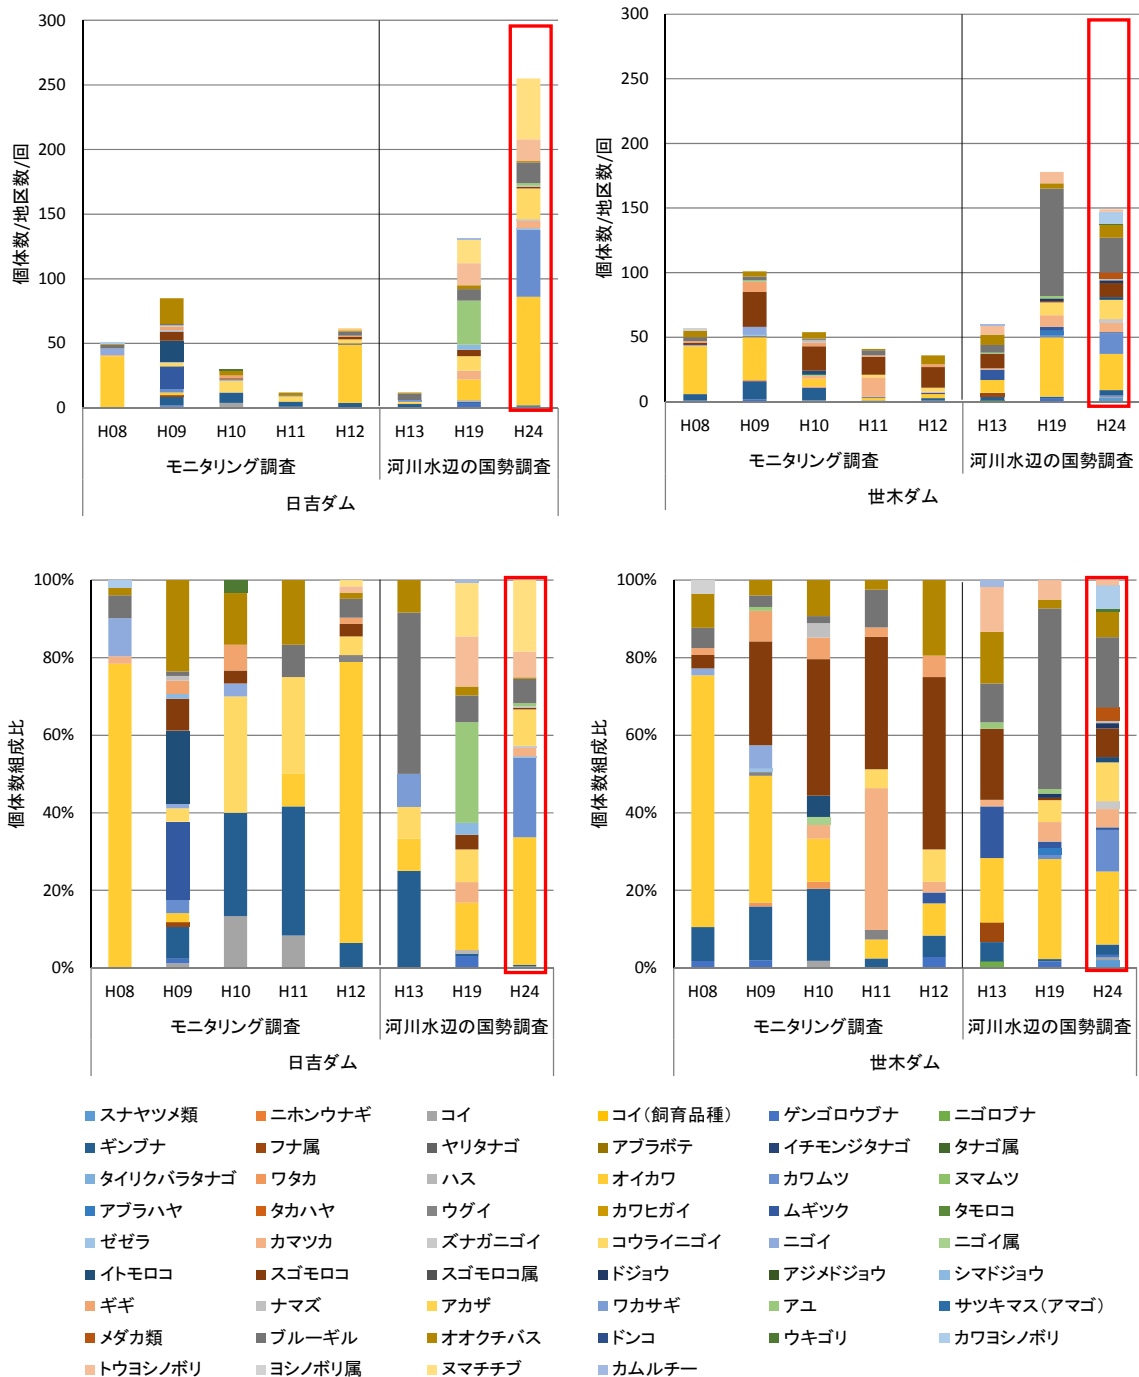 300
250
200
150
100
50
0
個体数/地区数/回
H08 H09 H10 H11 H12 H13 H19 H24
モニタリング調査 河川水辺の国勢調査
日吉ダム
300
250
200
150
100
50
0
個体数/地区数/回
H08 H09 H10 H11 H12 H13 H19 H24
モニタリング調査 河川水辺の国勢調査
世木ダム
100%
80%
60%
40%
20%
0%
個体数組成比
H08 H09 H10 H11 H12 H13 H19 H24
モニタリング調査 河川水辺の国勢調査
日吉ダム
100%
80%
60%
40%
20%
0%
個体数組成比
H08 H09 H10 H11 H12 H13 H19 H24
モニタリング調査 河川水辺の国勢調査
世木ダム
スナヤツメ類 ニホンウナギ コイ コイ(飼育品種) ゲンゴロウブナ ニゴロブナ
ギンブナ フナ属 ヤリタナゴ アブラボテ イチモンジタナゴ タナゴ属
タイリクバラタナゴ ワタカ ハス オイカワ カワムツ ヌマムツ
アブラハヤ タカハヤ ウグイ カワヒガイ ムギツク タモロコ
ゼゼラ カマツカ ズナガニゴイ コウライニゴイ ニゴイ ニゴイ属
イトモロコ スゴモロコ スゴモロコ属 ドジョウ アジメドジョウ シマドジョウ
ギギ ナマズ アカザ ワカサギ アユ サツキマス(アマゴ)
メダカ類 ブルーギル オオクチバス ドンコ ウキゴリ カワヨシノボリ
トウヨシノボリ ヨシノボリ属 ヌマチチブ カムルチー